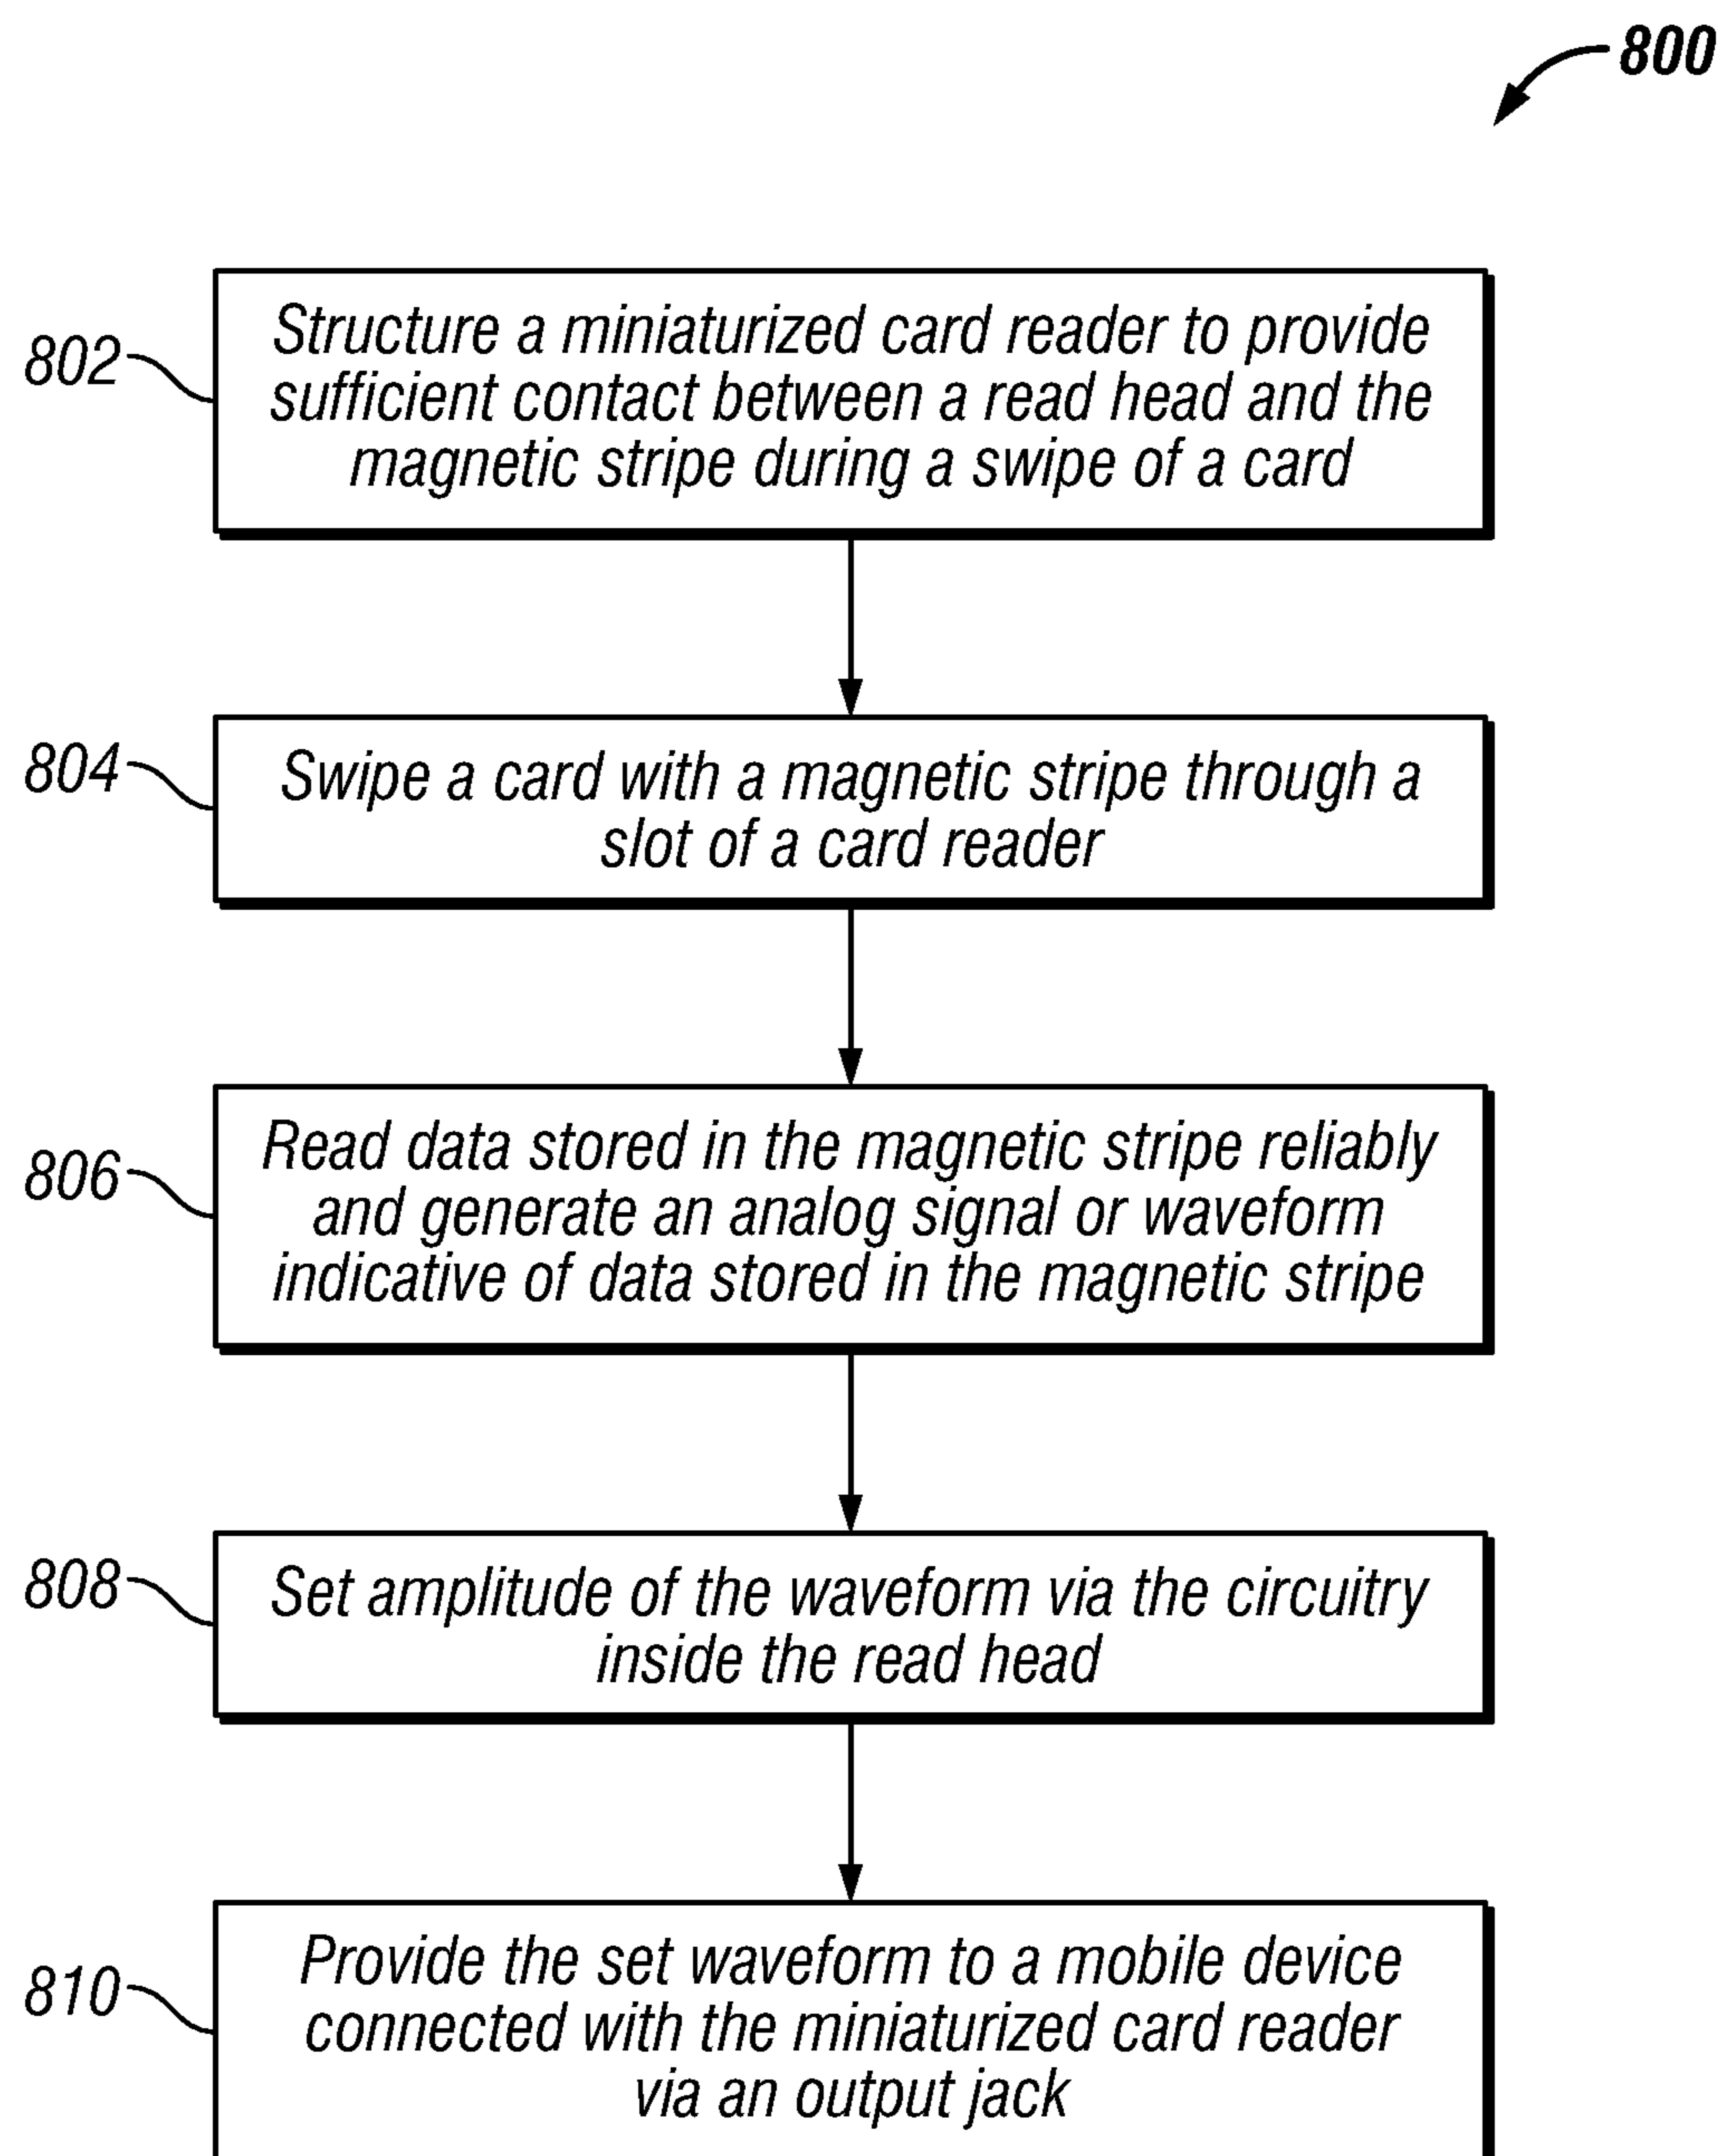 800
802
Structure a miniaturized card reader to provide
sufficient contact between a read head and the
magnetic stripe during a swipe of a card
804
Swipe a card with a magnetic stripe through a
slot of a card reader
806
Read data stored in the magnetic stripe reliably
and generate an analog signal or waveform
indicative of data stored in the magnetic stripe
808
Set amplitude of the waveform via the circuitry
inside the read head
810
Provide the set waveform to a mobile device
connected with the miniaturized card reader
via an output jack